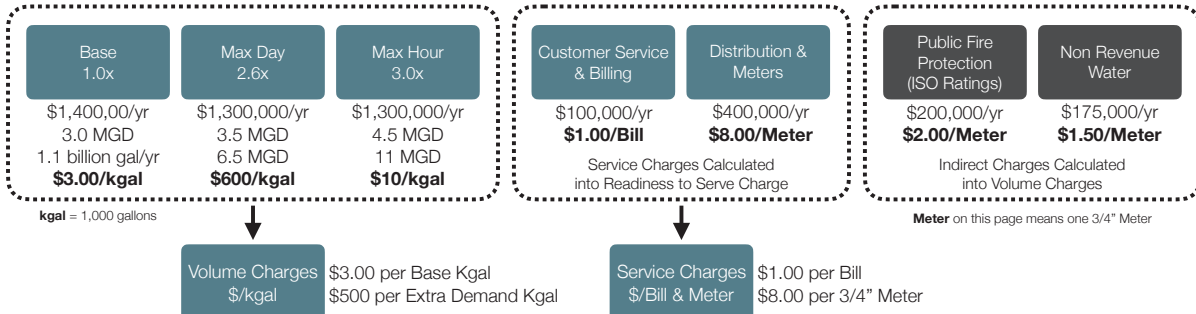 Base
1.0x
$1,400,00/yr
3.0 MGD
1.1 billion gal/yr
$3.00/kgal
Max Day
2.6x
$1,300,000/yr
3.5 MGD
6.5 MGD
$600/kgal
Max Hour
3.0x
$1,300,000/yr
4.5 MGD
11 MGD
$10/kgal
kgal = 1,000 gallons
Customer Service
& Billing
$100,000/yr
$1.00/Bill
Distribution &
Meters
$400,000/yr
$8.00/Meter
Service Charges Calculated
into Readiness to Serve Charge
Public Fire
Protection
(ISO Ratings)
$200,000/yr
$2.00/Meter
Non Revenue
Water
$175,000/yr
$1.50/Meter
Indirect Charges Calculated
into Volume Charges
Meter on this page means one 3/4" Meter
Volume Charges
$/kgal
$3.00 per Base Kgal
$500 per Extra Demand Kgal
Service Charges
$/Bill & Meter
$1.00 per Bill
$8.00 per 3/4" Meter